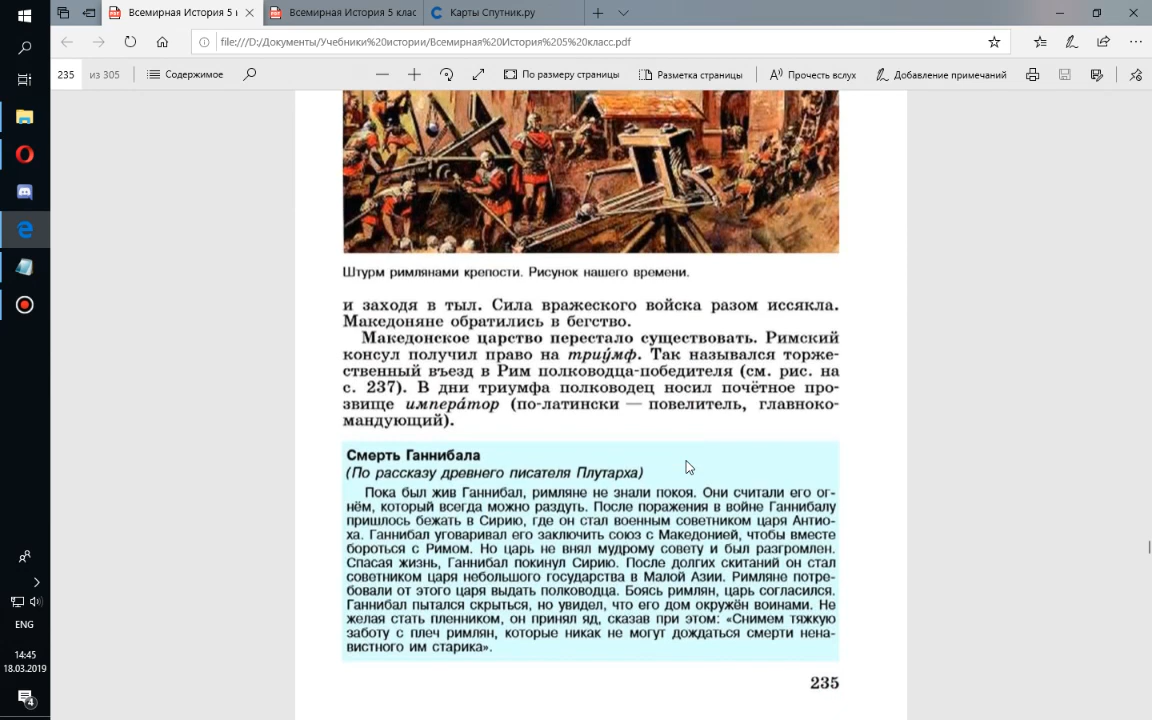 Всемирная История 5 к
Всемирная История 5 клас
Карты Спутник.ру
file:///D:/Документы/Учебники%20истории/Всемирная%20История%205%20класс.pdf
235 из 305
Содержимое
По размеру страницы
Разметка страницы
Прочесть вслух
Добавление примечаний
Штурм римлянами крепости. Рисунок нашего времени.
и заходя в тыл. Сила вражеского войска разом иссякла.
Македоняне обратились в бегство.
Македонское царство перестало существовать. Римский
консул получил право на триу́мф. Так назывался торже-
ственный въезд в Рим полководца-победителя (см. рис. на
с. 237). В дни триумфа полководец носил почётное про-
звище импера́тор (по-латински — повелитель, главноко-
мандующий).
Смерть Ганнибала
(По рассказу древнего писателя Плутарха)
Пока был жив Ганнибал, римляне не знали покоя. Они считали его ог-
нём, который всегда можно раздуть. После поражения в войне Ганнибалу
пришлось бежать в Сирию, где он стал военным советником царя Антио-
ха. Ганнибал уговаривал его заключить союз с Македонией, чтобы вместе
бороться с Римом. Но царь не внял мудрому совету и был разгромлен.
Спасая жизнь, Ганнибал покинул Сирию. После долгих скитаний он стал
советником царя небольшого государства в Малой Азии. Римляне потре-
бовали от этого царя выдать полководца. Боясь римлян, царь согласился.
Ганнибал пытался скрыться, но увидел, что его дом окружён воинами. Не
желая стать пленником, он принял яд, сказав при этом: «Снимем тяжкую
заботу с плеч римлян, которые никак не могут дождаться смерти нена-
вистного им старика».
235
ENG
14:45
18.03.2019
4